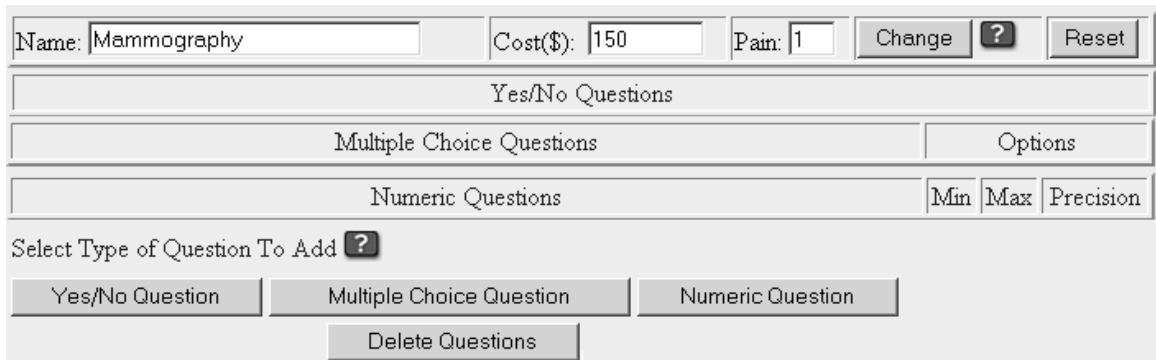 Name: Mammography Cost($): 150 Pain: 1 Change ? Reset
Yes/No Questions
Multiple Choice Questions Options
Numeric Questions Min Max Precision
Select Type of Question To Add ?
Yes/No Question Multiple Choice Question Numeric Question
Delete Questions